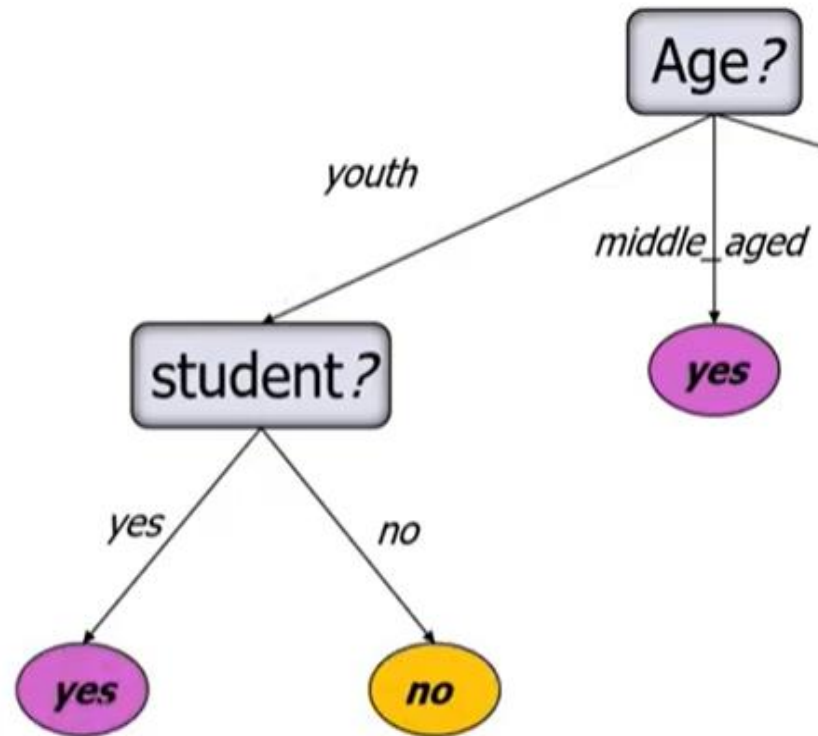 Age?
youth
middle_aged
student?
yes
yes
no
yes
no